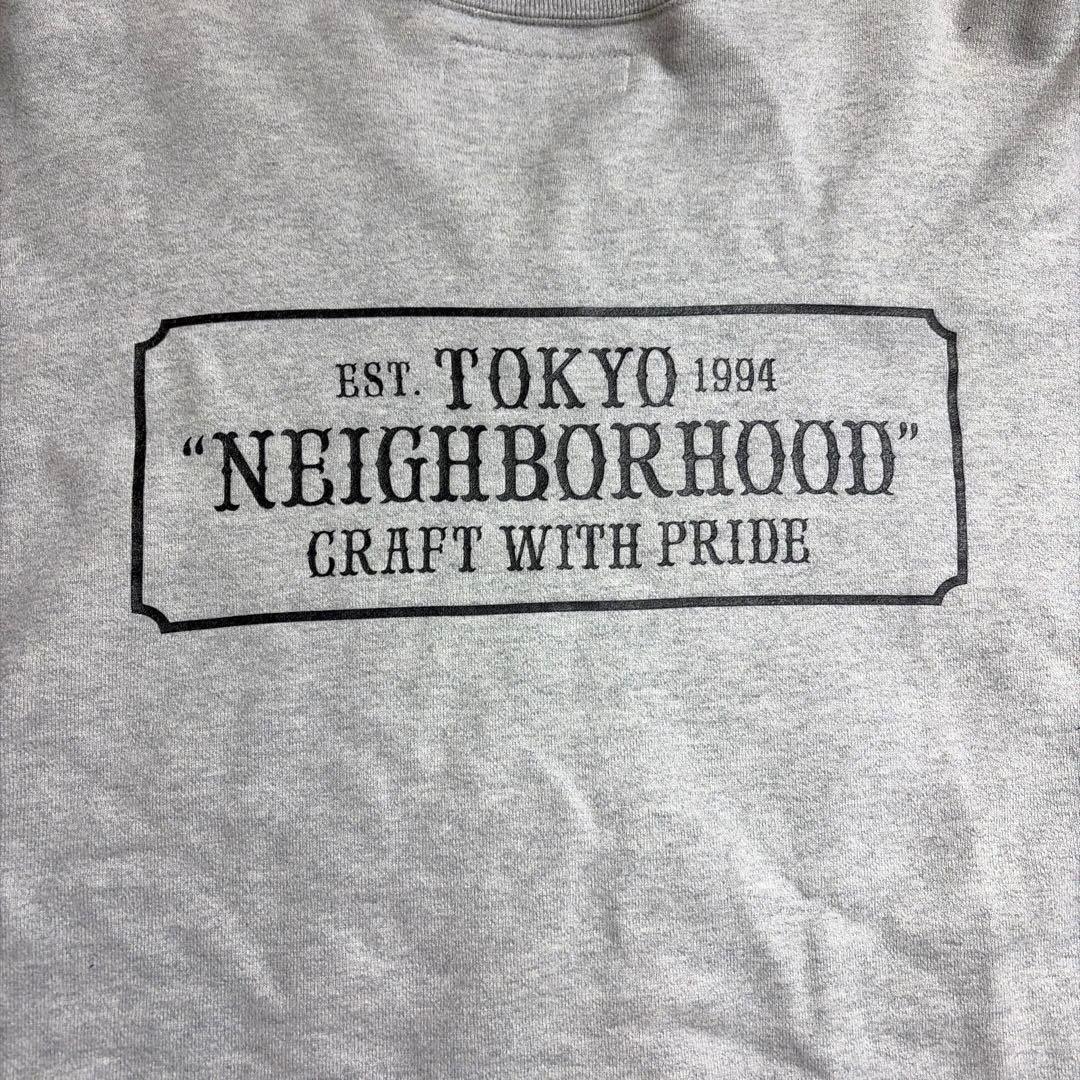 EST. TOKYO 1994
“NEIGHBORHOOD”
CRAFT WITH PRIDE